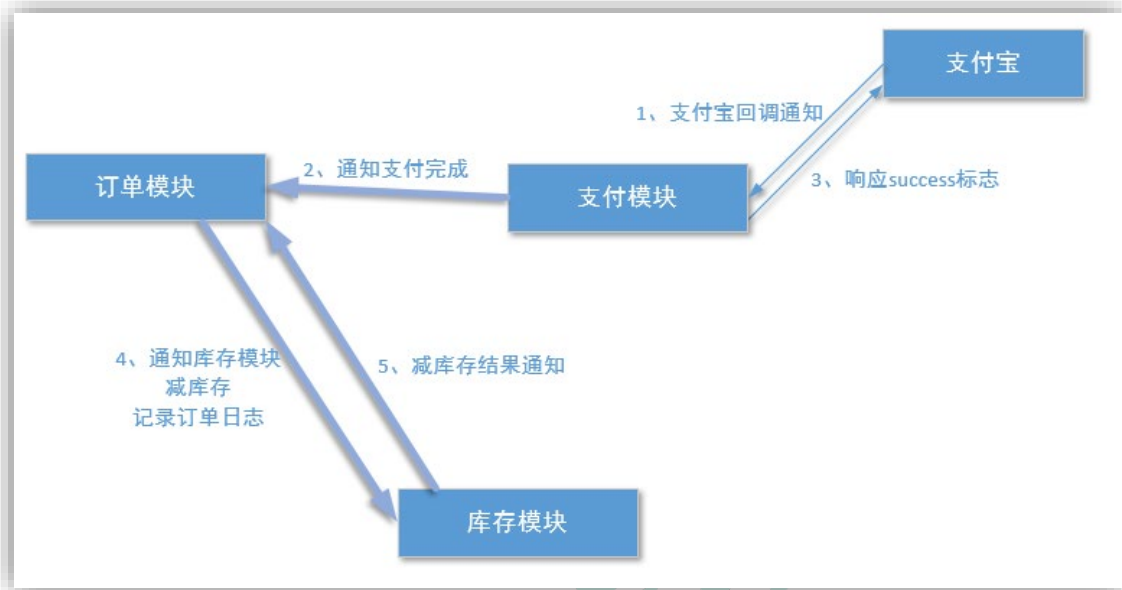 支付宝
1、支付宝回调通知
2、通知支付完成
订单模块
支付模块
3、响应success标志
4、通知库存模块
减库存
记录订单日志
5、减库存结果通知
库存模块